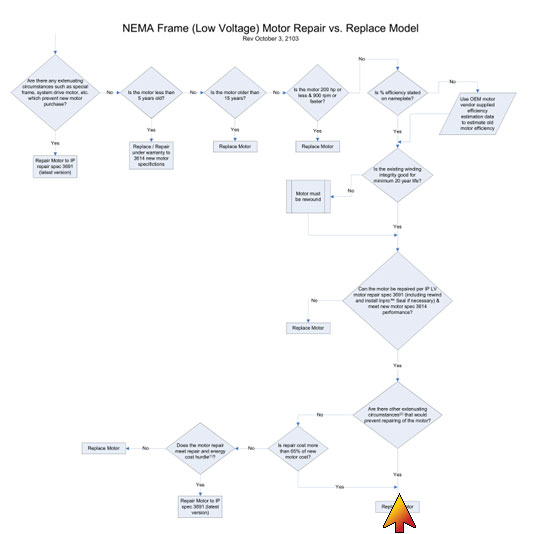 NEMA Frame (Low Voltage) Motor Repair vs. Replace Model
Rev October 3, 2103
Are there any extenuating
circumstances such as special
frame, system drive motor, etc.
which prevent new motor
purchase?
No
Is the motor less than
5 years old?
No
Is the motor older than
15 years?
No
Is the motor 200 hp or
less & 900 rpm or
faster?
No
Is % efficiency stated
on nameplate?
No
Use OEM motor
vendor supplied
efficiency
estimation data
to estimate old
motor efficiency
Yes
Repair Motor to IP
repair spec 3691
(latest version)
Yes
Replace / Repair
under warranty to
3614 new motor
specifictions
Yes
Replace Motor
Yes
Replace Motor
Yes
Is the existing winding
integrity good for
minimum 20 year life?
No
Motor must
be rewound
Yes
Can the motor be repaired per IP LV
motor repair spec 3691 (including rewind
and install Inpro™ Seal if necessary) &
meet new motor spec 3614
performance?
No
Replace Motor
Yes
Are there other extenuating
that would
prevent repairing of the motor?
No
Is repair cost more
than 65% of new
motor cost?
No
Does the motor repair
meet repair and energy
cost
No
Replace Motor
Yes
Repair Motor to IP
spec 3691 (latest
version)
Yes
Yes